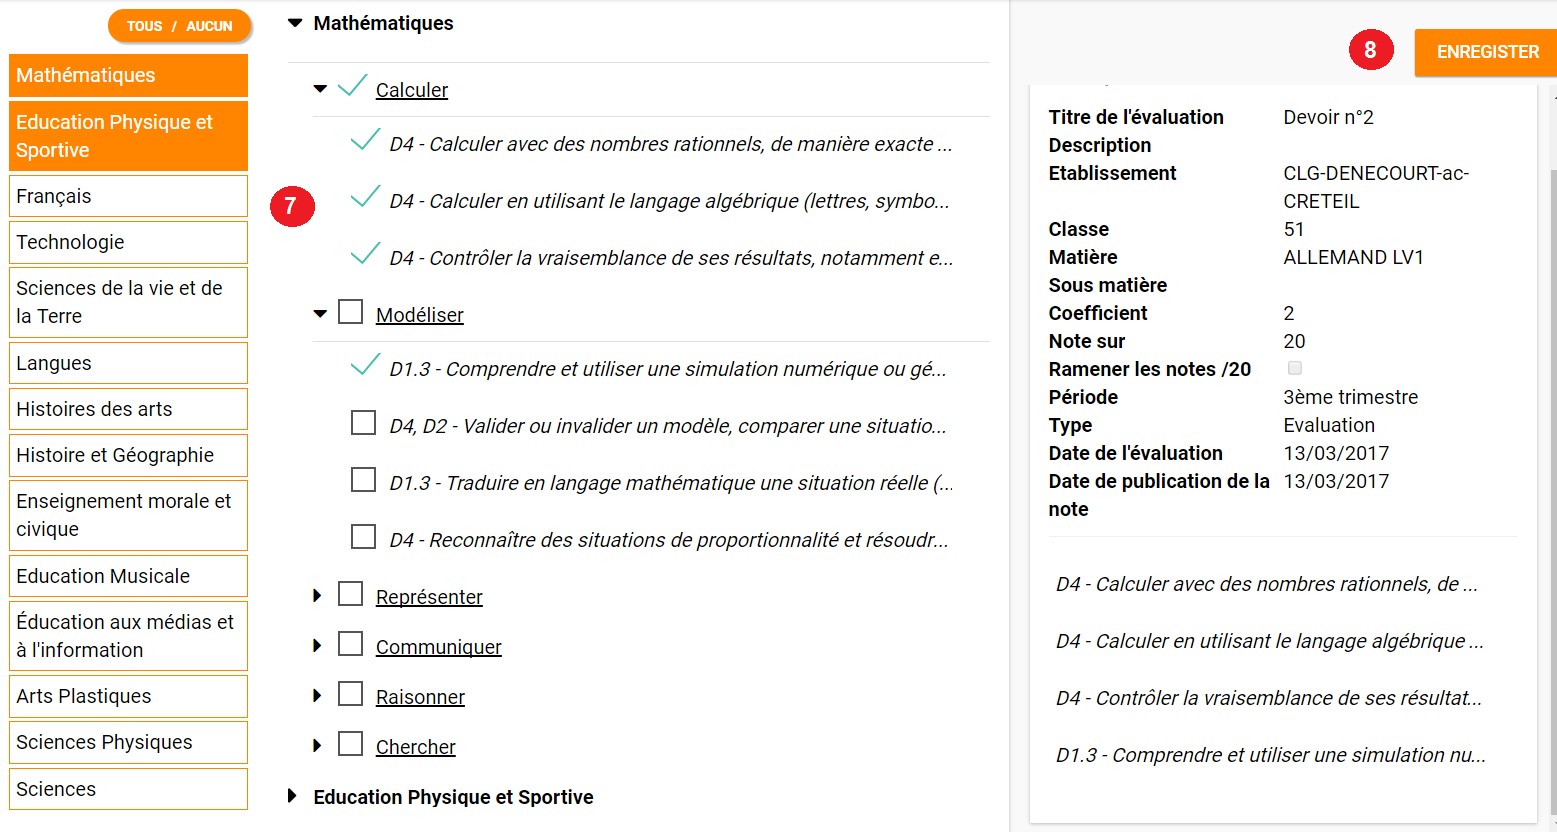 TOUS / AUCUN
Mathématiques
Education Physique et
Sportive
Français
Technologie
Sciences de la vie et de
la Terre
Langues
Histoires des arts
Histoire et Géographie
Enseignement morale et
civique
Education Musicale
Éducation aux médias et
à l'information
Arts Plastiques
Sciences Physiques
Sciences
Mathématiques
Calculer
D4 - Calculer avec des nombres rationnels, de manière exacte ...
7
D4 - Calculer en utilisant le langage algébrique (lettres, symbo...
D4 - Contrôler la vraisemblance de ses résultats, notamment e...
Modéliser
D1.3 - Comprendre et utiliser une simulation numérique ou gé...
D4, D2 - Valider ou invalider un modèle, comparer une situatio...
D1.3 - Traduire en langage mathématique une situation réelle (...
D4 - Reconnaître des situations de proportionnalité et résoudr...
Représenter
Communiquer
Raisonner
Chercher
Education Physique et Sportive
8
ENREGISTER
Titre de l'évaluation Devoir n°2
Description
Etablissement CLG-DENECOURT-ac-
CRETEIL
Classe 51
Matière ALLEMAND LV1
Sous matière
Coefficient 2
Note sur 20
Ramener les notes /20
Période 3ème trimestre
Type Evaluation
Date de l'évaluation 13/03/2017
Date de publication de la 13/03/2017
note
D4 - Calculer avec des nombres rationnels, de ...
D4 - Calculer en utilisant le langage algébrique ...
D4 - Contrôler la vraisemblance de ses résultat...
D1.3 - Comprendre et utiliser une simulation nu...